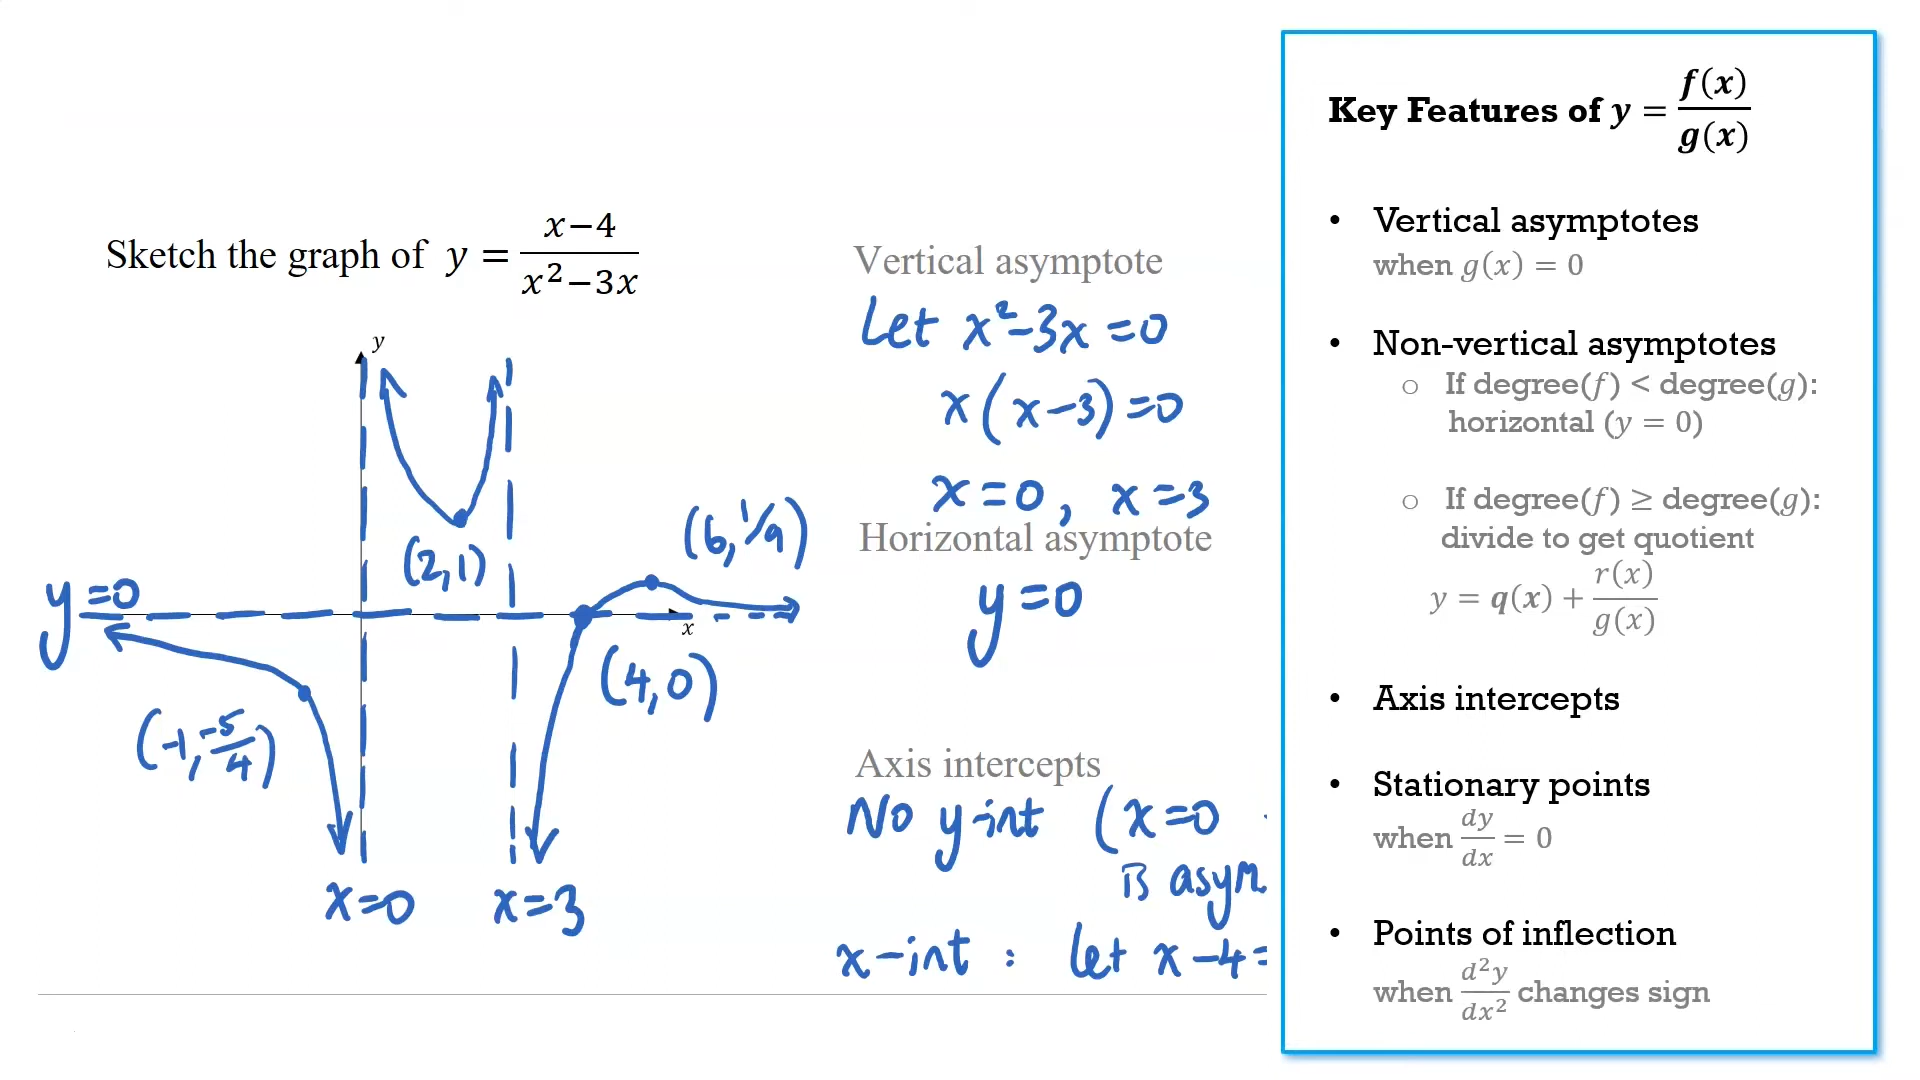 Sketch the graph of y = (x−4)/(x²−3x)
y
(6, 1/9)
(2, 1)
y=0
x
(4, 0)
(-1, -5/4)
x=0
x=3
Vertical asymptote
Let x²-3x=0
x(x-3)=0
x=0, x=3
Horizontal asymptote
y=0
Axis intercepts
No y-int (x=0
is asym
x-int : let x-4=
Key Features of y = f(x)/g(x)
• Vertical asymptotes
when g(x) = 0
• Non-vertical asymptotes
○ If degree(f) < degree(g):
horizontal (y = 0)
○ If degree(f) ≥ degree(g):
divide to get quotient
y = q(x) + r(x)/g(x)
• Axis intercepts
• Stationary points
when dy/dx = 0
• Points of inflection
when d²y/dx² changes sign